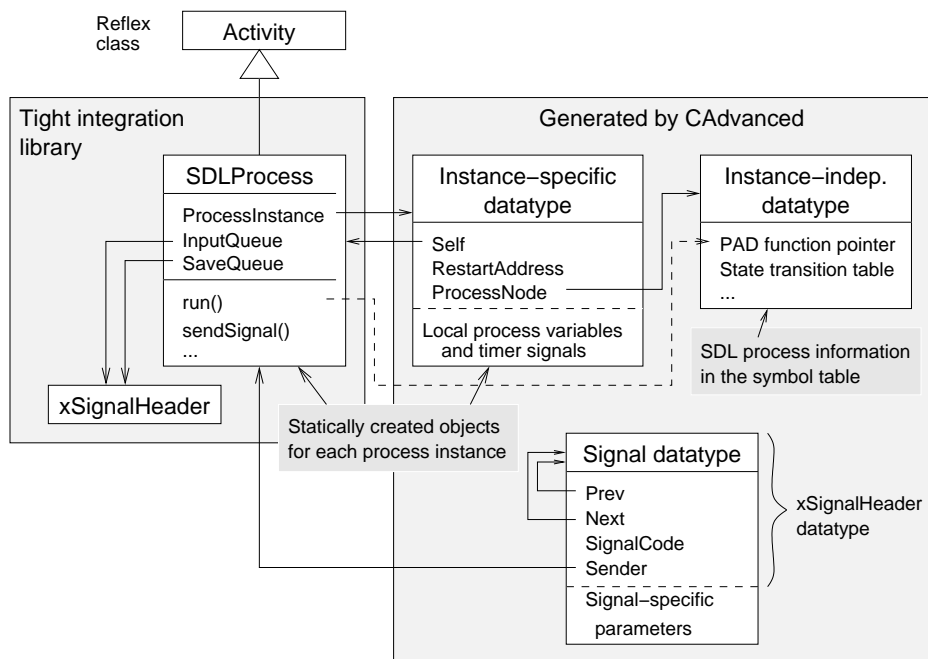 Reflex
class
Activity
Tight integration
library
SDLProcess
ProcessInstance
InputQueue
SaveQueue
run()
sendSignal()
...
xSignalHeader
Generated by CAdvanced
Instance−specific
datatype
Self
RestartAddress
ProcessNode
Local process variables
and timer signals
Instance−indep.
datatype
PAD function pointer
State transition table
...
SDL process information
in the symbol table
Statically created objects
for each process instance
Signal datatype
Prev
Next
SignalCode
Sender
Signal−specific
parameters
xSignalHeader
datatype